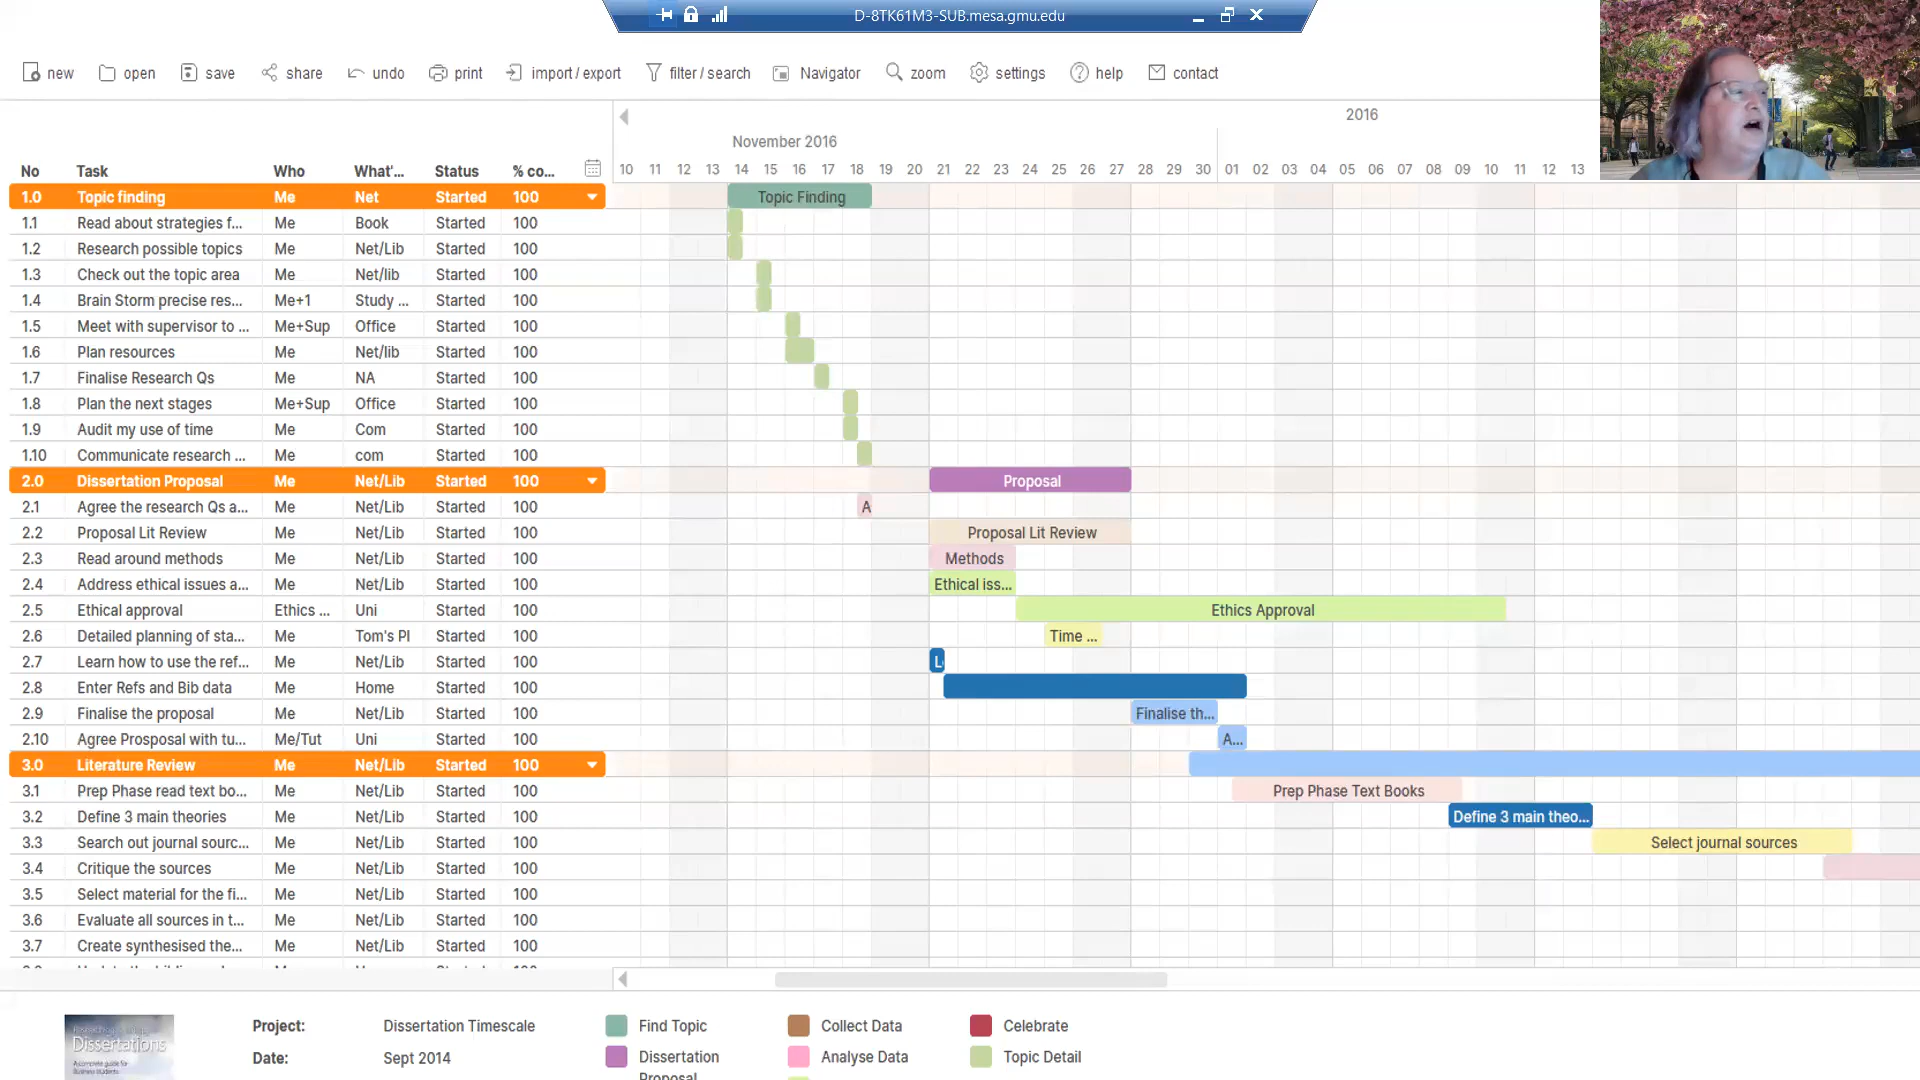 D-8TK61M3-SUB.mesa.gmu.edu
new open save share undo print import / export filter / search Navigator zoom settings help contact
2016
November 2016
No Task Who What'... Status % co... 10 11 12 13 14 15 16 17 18 19 20 21 22 23 24 25 26 27 28 29 30 01 02 03 04 05 06 07 08 09 10 11 12 13
1.0 Topic finding Me Net Started 100 Topic Finding
1.1 Read about strategies f... Me Book Started 100
1.2 Research possible topics Me Net/Lib Started 100
1.3 Check out the topic area Me Net/lib Started 100
1.4 Brain Storm precise res... Me+1 Study ... Started 100
1.5 Meet with supervisor to ... Me+Sup Office Started 100
1.6 Plan resources Me Net/lib Started 100
1.7 Finalise Research Qs Me NA Started 100
1.8 Plan the next stages Me+Sup Office Started 100
1.9 Audit my use of time Me Com Started 100
1.10 Communicate research ... Me com Started 100
2.0 Dissertation Proposal Me Net/Lib Started 100 Proposal
2.1 Agree the research Qs a... Me Net/Lib Started 100 A
2.2 Proposal Lit Review Me Net/Lib Started 100 Proposal Lit Review
2.3 Read around methods Me Net/Lib Started 100 Methods
2.4 Address ethical issues a... Me Net/Lib Started 100 Ethical iss...
2.5 Ethical approval Ethics ... Uni Started 100 Ethics Approval
2.6 Detailed planning of sta... Me Tom's Pl Started 100 Time ...
2.7 Learn how to use the ref... Me Net/Lib Started 100 L
2.8 Enter Refs and Bib data Me Home Started 100
2.9 Finalise the proposal Me Net/Lib Started 100 Finalise th...
2.10 Agree Prosposal with tu... Me/Tut Uni Started 100 A...
3.0 Literature Review Me Net/Lib Started 100
3.1 Prep Phase read text bo... Me Net/Lib Started 100 Prep Phase Text Books
3.2 Define 3 main theories Me Net/Lib Started 100 Define 3 main theo...
3.3 Search out journal sourc... Me Net/Lib Started 100 Select journal sources
3.4 Critique the sources Me Net/Lib Started 100
3.5 Select material for the fi... Me Net/Lib Started 100
3.6 Evaluate all sources in t... Me Net/Lib Started 100
3.7 Create synthesised the... Me Net/Lib Started 100
Project: Dissertation Timescale Find Topic Collect Data Celebrate
Dissertations
Date: Sept 2014 Dissertation Proposal Analyse Data Topic Detail